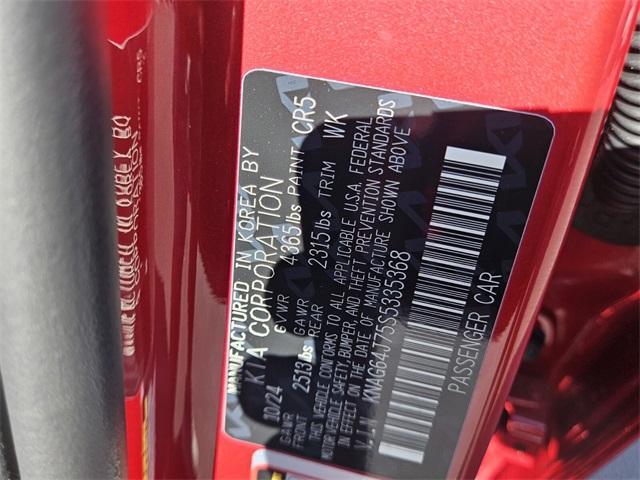 MANUFACTURED IN KOREA BY
KIA CORPORATION
10/24 GVWR 4365lbs PAINT CR5
GAWR FRONT 2513lbs GAWR REAR 2315lbs TRIM WK
THIS VEHICLE CONFORMS TO ALL APPLICABLE U.S.A. FEDERAL
MOTOR VEHICLE SAFETY, BUMPER, AND THEFT PREVENTION STANDARDS
IN EFFECT ON THE DATE OF MANUFACTURE SHOWN ABOVE
V.I.N KNAG64J75S5335368
PASSENGER CAR